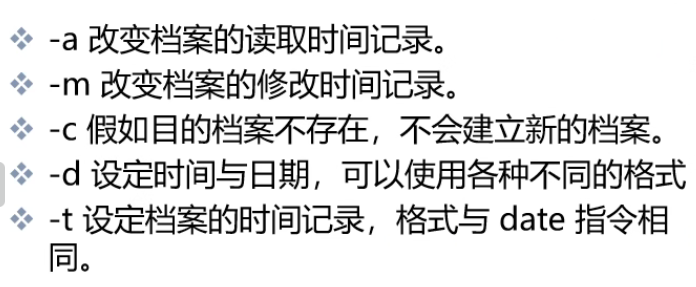 ❖ -a 改变档案的读取时间记录。
❖ -m 改变档案的修改时间记录。
❖ -c 假如目的档案不存在，不会建立新的档案。
❖ -d 设定时间与日期，可以使用各种不同的格式
❖ -t 设定档案的时间记录，格式与 date 指令相
同。